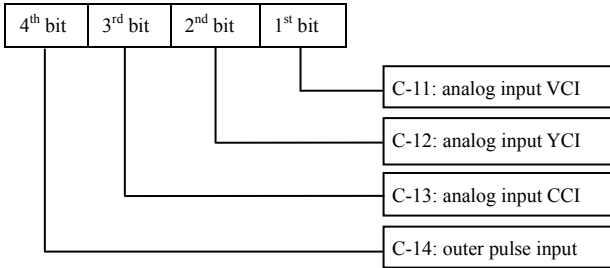 4th bit 3rd bit 2nd bit 1st bit
C-11: analog input VCI
C-12: analog input YCI
C-13: analog input CCI
C-14: outer pulse input